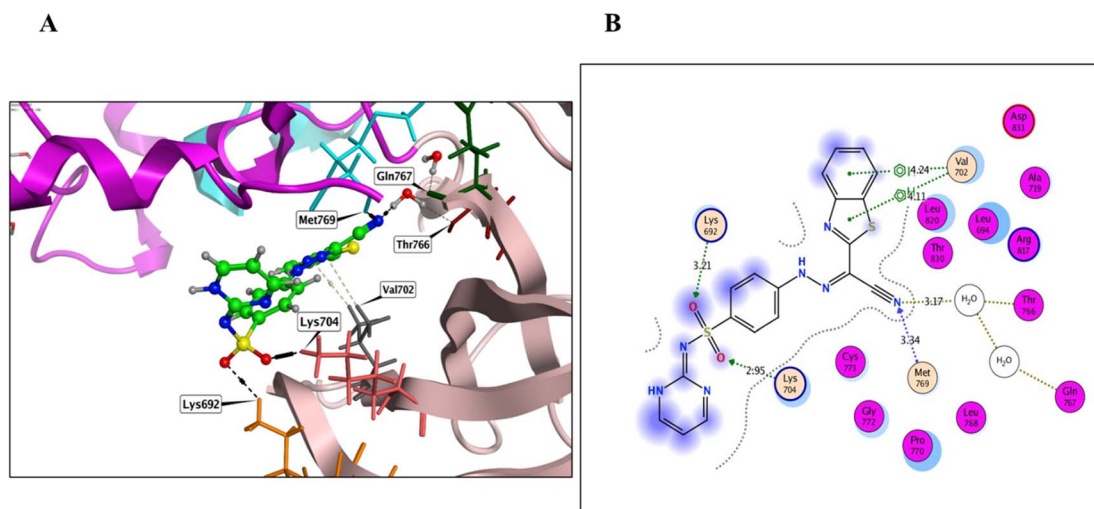 A
B
Gln767
Met769
Thr766
Val702
Lys704
Lys692
Asp
831
4.24
Val
702
Ala
719
4.11
Lys
692
Leu
820
Leu
694
Arg
817
Thr
830
3.21
H
N
N
S
N
N
3.17
H₂O
Thr
766
O
S
O
N
3.34
H₂O
2.95
Cys
773
Met
769
Lys
704
HN
N
Gln
767
Gly
772
Leu
768
Pro
770